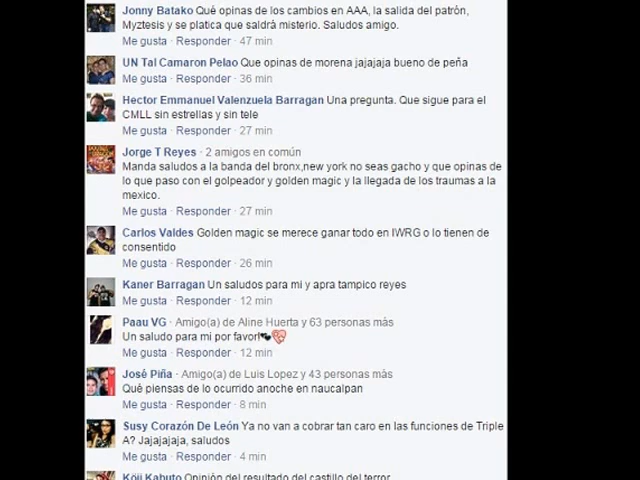 Jonny Batako Qué opinas de los cambios en AAA, la salida del patrón,
Myztesis y se platica que saldrá misterio. Saludos amigo.
Me gusta · Responder · 47 min
UN Tal Camaron Pelao Que opinas de morena jajajaja bueno de peña
Me gusta · Responder · 36 min
Hector Emmanuel Valenzuela Barragan Una pregunta. Que sigue para el
CMLL sin estrellas y sin tele
Me gusta · Responder · 27 min
Jorge T Reyes · 2 amigos en común
Manda saludos a la banda del bronx,new york no seas gacho y que opinas de
lo que paso con el golpeador y golden magic y la llegada de los traumas a la
mexico.
Me gusta · Responder · 27 min
Carlos Valdes Golden magic se merece ganar todo en IWRG o lo tienen de
consentido
Me gusta · Responder · 26 min
Kaner Barragan Un saludos para mi y apra tampico reyes
Me gusta · Responder · 12 min
Paau VG · Amigo(a) de Aline Huerta y 63 personas más
Un saludo para mi por favor!
Me gusta · Responder · 12 min
José Piña · Amigo(a) de Luis Lopez y 43 personas más
Qué piensas de lo ocurrido anoche en naucalpan
Me gusta · Responder · 8 min
Susy Corazón De León Ya no van a cobrar tan caro en las funciones de Triple
A? Jajajajaja, saludos
Me gusta · Responder · 4 min
Köji Kabuto Opinión del resultado del castillo del terror